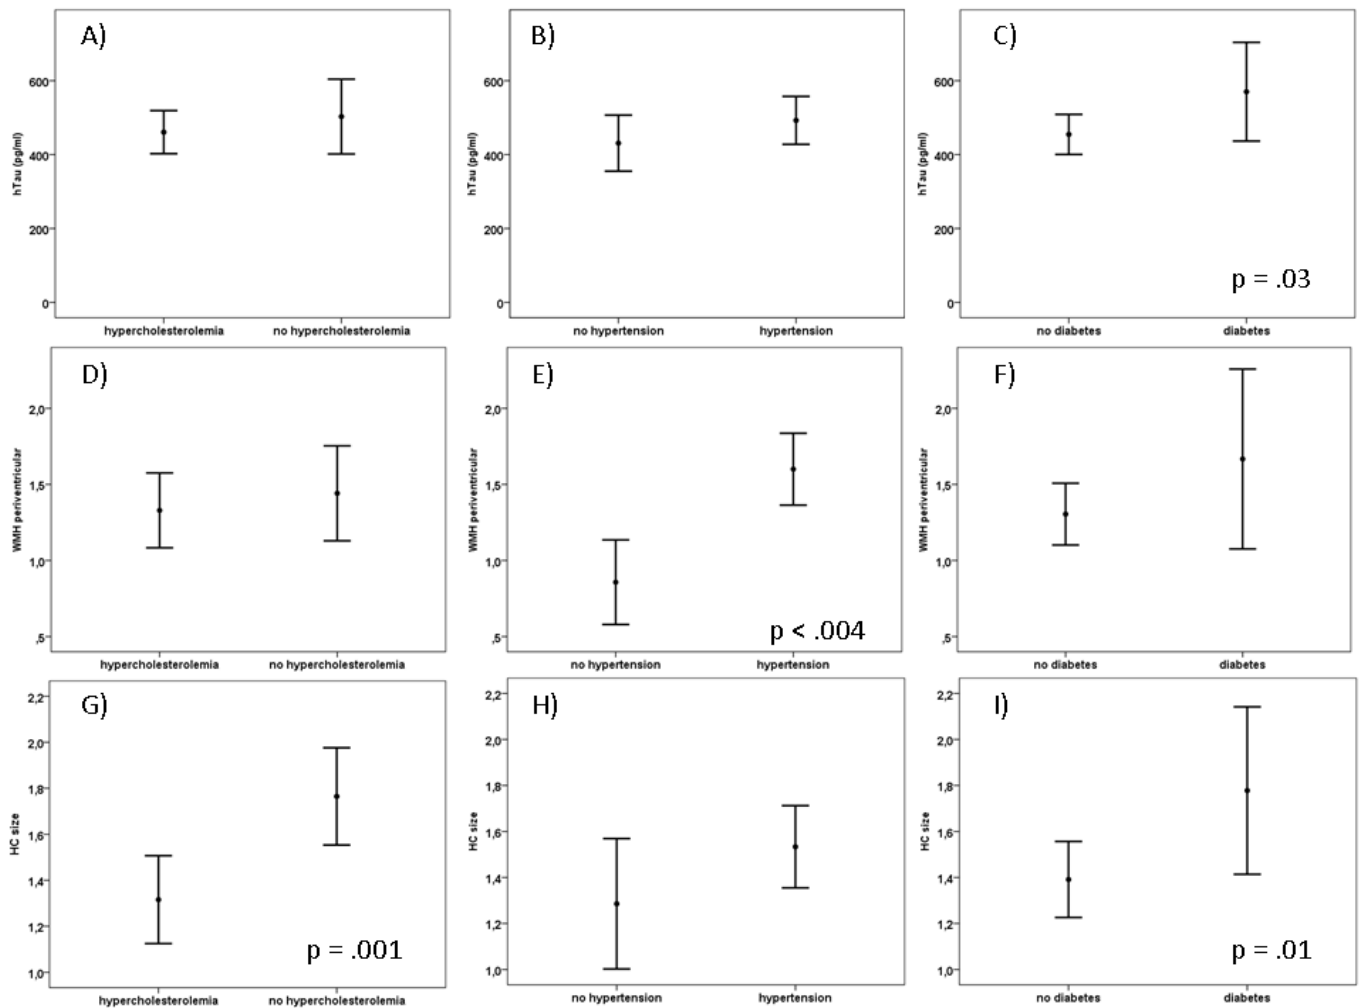 A)
600
400
200
0
hTau (pg/ml)
hypercholesterolemia no hypercholesterolemia
B)
600
400
200
0
hTau (pg/ml)
no hypertension hypertension
C)
600
400
200
0
hTau (pg/ml)
p = .03
no diabetes diabetes
D)
2,0
1,5
1,0
,5
WMH periventricular
hypercholesterolemia no hypercholesterolemia
E)
2,0
1,5
1,0
,5
WMH periventricular
p < .004
no hypertension hypertension
F)
2,0
1,5
1,0
,5
WMH periventricular
no diabetes diabetes
G)
2,2
2,0
1,8
1,6
1,4
1,2
1,0
HC size
p = .001
hypercholesterolemia no hypercholesterolemia
H)
2,2
2,0
1,8
1,6
1,4
1,2
1,0
HC size
no hypertension hypertension
I)
2,2
2,0
1,8
1,6
1,4
1,2
1,0
HC size
p = .01
no diabetes diabetes